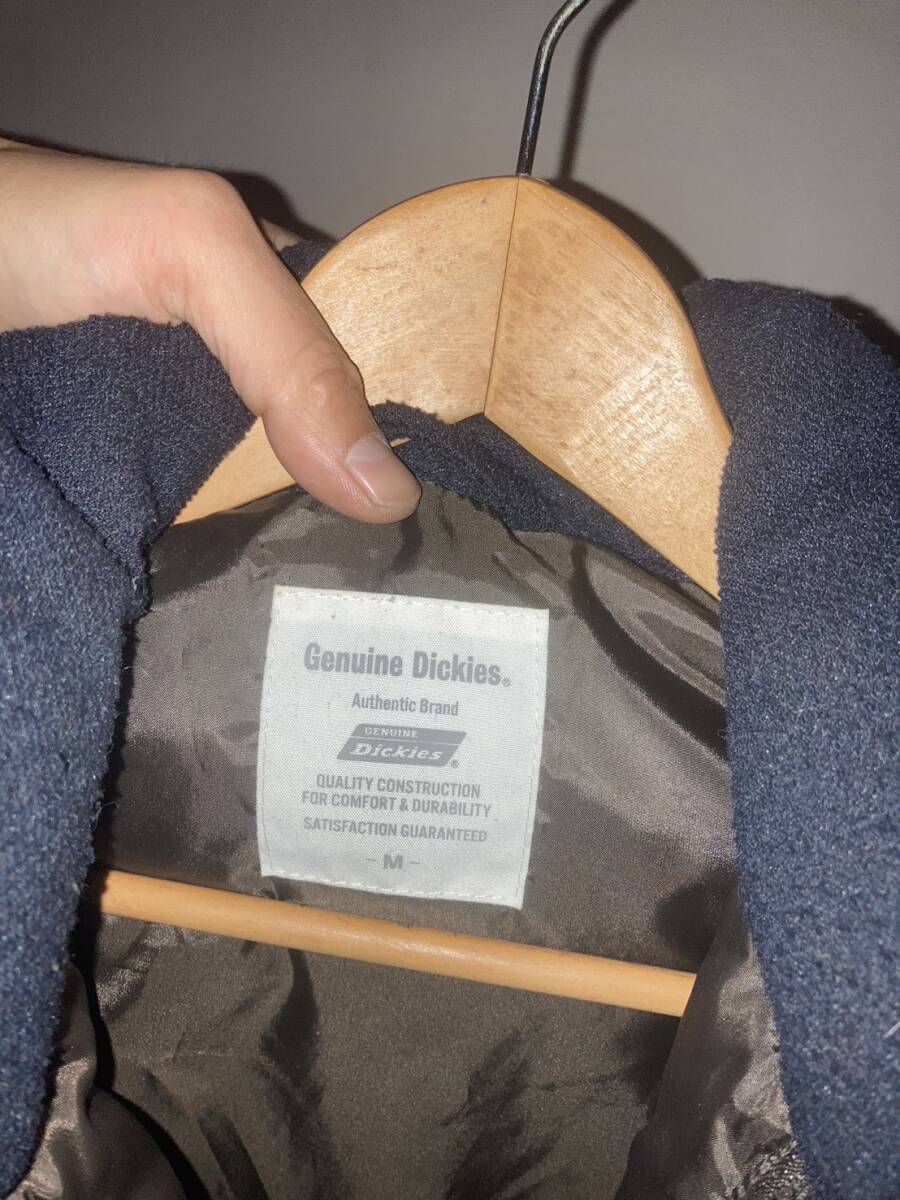 Genuine Dickies®
Authentic Brand
GENUINE
Dickies®
QUALITY CONSTRUCTION
FOR COMFORT & DURABILITY
SATISFACTION GUARANTEED
- M -